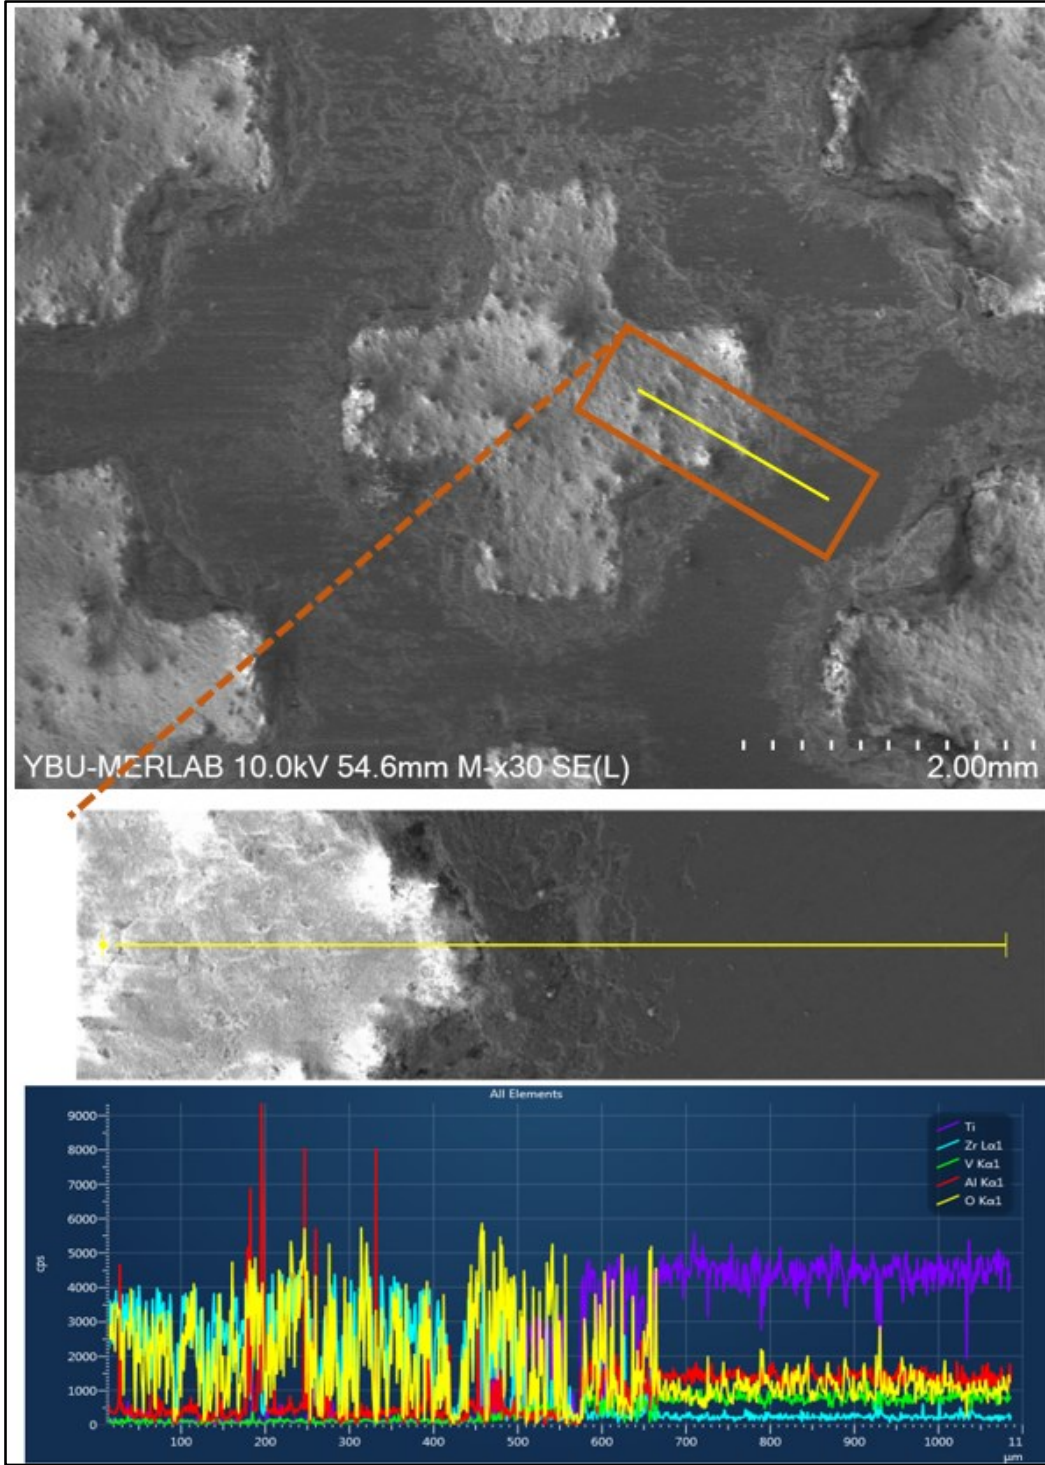 YBU-MERLAB 10.0kV 54.6mm M-x30 SE(L)
2.00mm
All Elements
9000
8000
7000
6000
5000
4000
3000
2000
1000
0
cps
Ti
Zr Lα1
V Kα1
Al Kα1
O Kα1
100
200
300
400
500
600
700
800
900
1000
11
µm